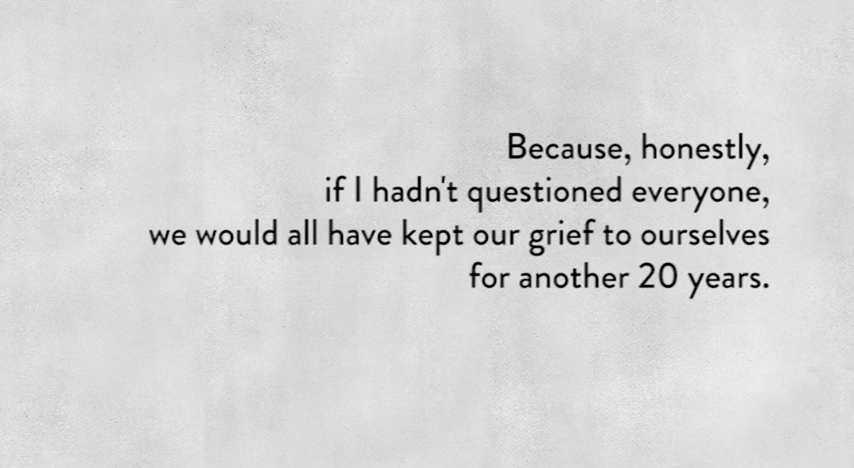 Because, honestly,
if I hadn't questioned everyone,
we would all have kept our grief to ourselves
for another 20 years.